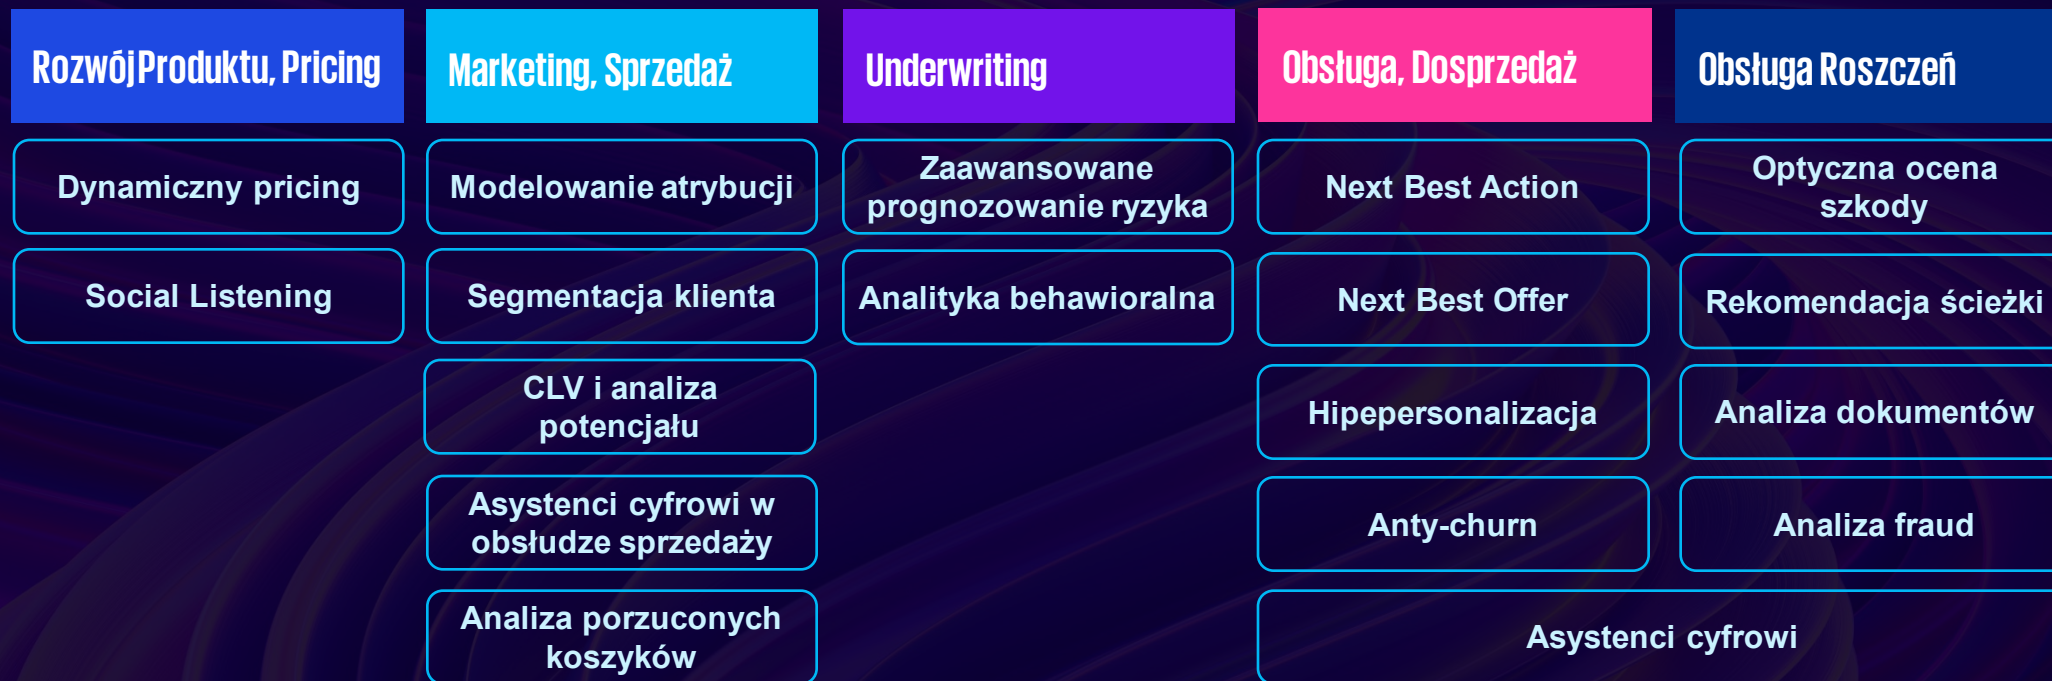 Rozwój Produktu, Pricing
Dynamiczny pricing
Social Listening
Marketing, Sprzedaż
Modelowanie atrybucji
Segmentacja klienta
CLV i analiza
potencjału
Asystenci cyfrowi w
obsłudze sprzedaży
Analiza porzuconych
koszyków
Underwriting
Zaawansowane
prognozowanie ryzyka
Analityka behawioralna
Obsługa, Dosprzedaż
Next Best Action
Next Best Offer
Hipepersonalizacja
Anty-churn
Obsługa Roszczeń
Optyczna ocena
szkody
Rekomendacja ścieżki
Analiza dokumentów
Analiza fraud
Asystenci cyfrowi